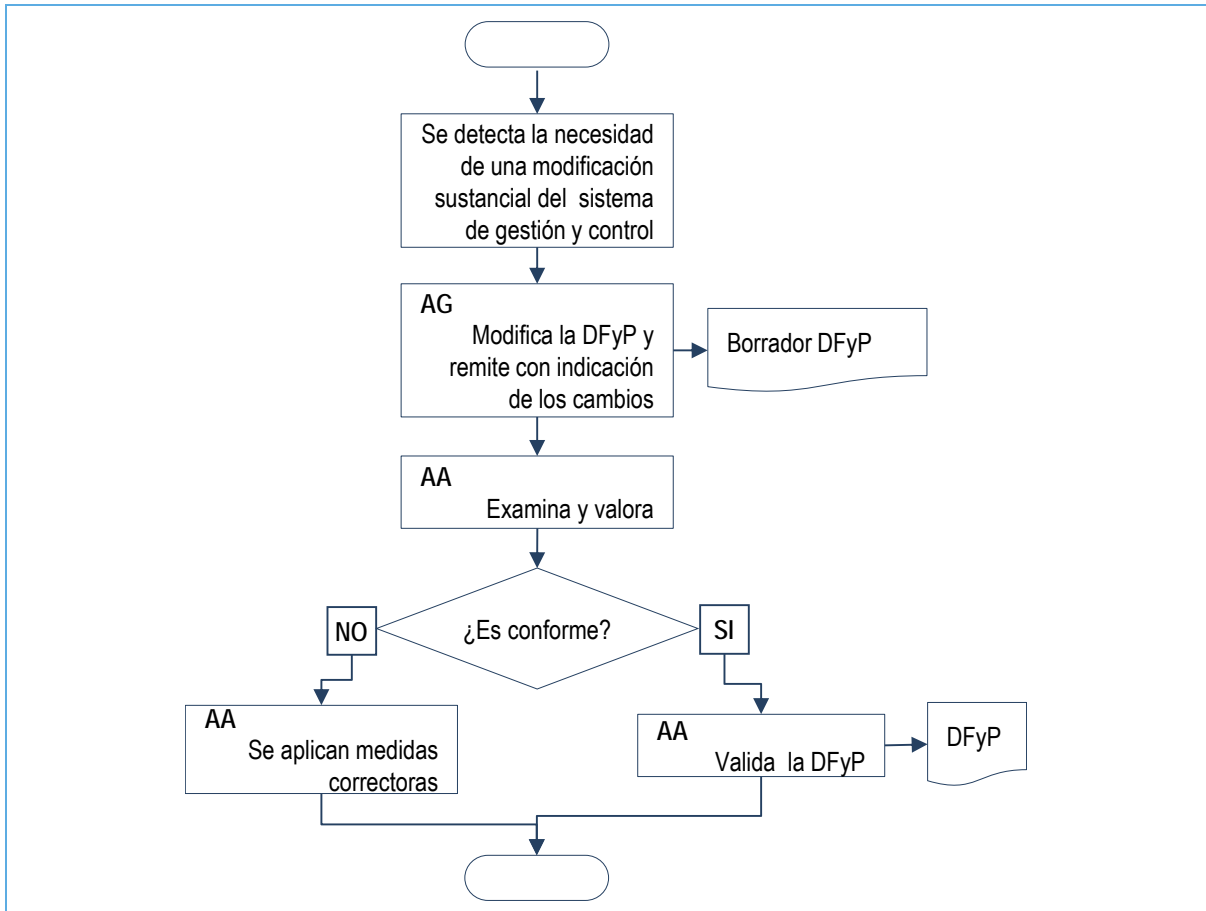 Se detecta la necesidad
de una modificación
sustancial del sistema
de gestión y control
AG
Modifica la DFyP y
remite con indicación
de los cambios
Borrador DFyP
AA
Examina y valora
¿Es conforme?
NO
SI
AA
Se aplican medidas
correctoras
AA
Valida la DFyP
DFyP